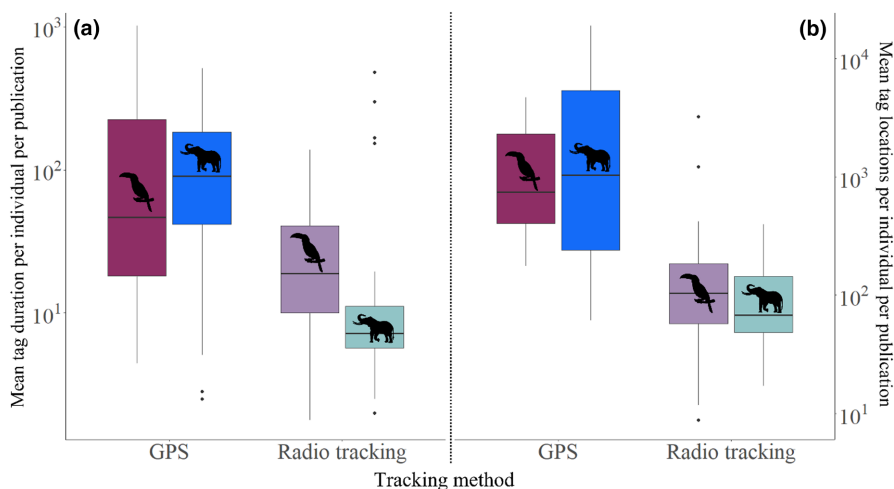 (a)
(b)
Mean tag duration per individual per publication
10³
10²
10¹
GPS
Radio tracking
GPS
Radio tracking
10⁴
10³
10²
10¹
Mean tag locations per individual per publication
Tracking method